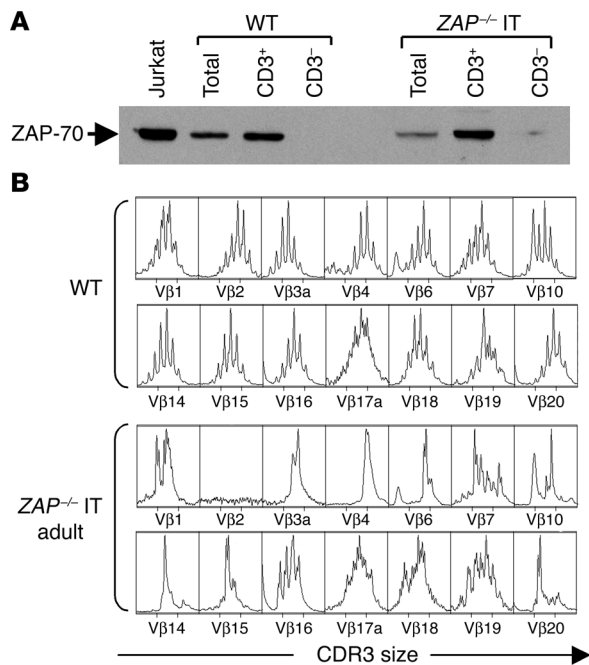 A
WT
ZAP–/– IT
Jurkat
Total
CD3+
CD3–
Total
CD3+
CD3–
ZAP-70
B
WT
Vβ1 Vβ2 Vβ3a Vβ4 Vβ6 Vβ7 Vβ10
Vβ14 Vβ15 Vβ16 Vβ17a Vβ18 Vβ19 Vβ20
ZAP–/– IT
adult
Vβ1 Vβ2 Vβ3a Vβ4 Vβ6 Vβ7 Vβ10
Vβ14 Vβ15 Vβ16 Vβ17a Vβ18 Vβ19 Vβ20
CDR3 size